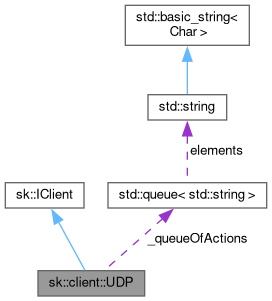 std::basic_string<
Char >
std::string
elements
sk::IClient
std::queue< std::string >
_queueOfActions
sk::client::UDP